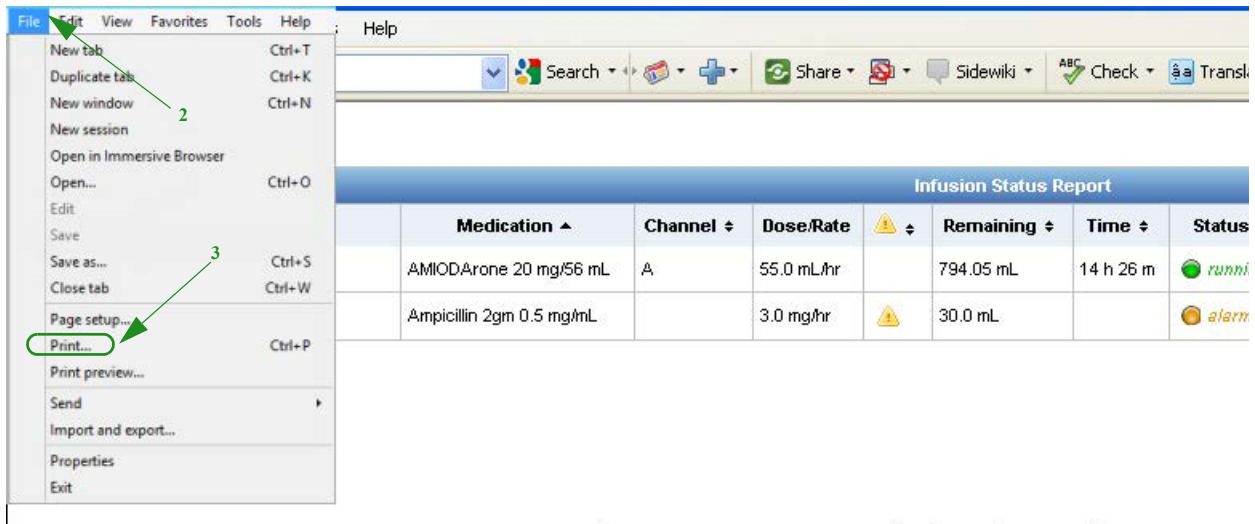 File Edit View Favorites Tools Help
Help
New tab Ctrl+T
Duplicate tab Ctrl+K
New window Ctrl+N
2
New session
Open in Immersive Browser
Open... Ctrl+O
Edit
Save
3
Save as... Ctrl+S
Close tab Ctrl+W
Page setup...
Print... Ctrl+P
Print preview...
Send
Import and export...
Properties
Exit
Search Share Sidewiki ABC Check äa Transl
Infusion Status Report
Medication Channel Dose/Rate Remaining Time Status
AMIODArone 20 mg/56 mL A 55.0 mL/hr 794.05 mL 14 h 26 m runni
Ampicillin 2gm 0.5 mg/mL 3.0 mg/hr 30.0 mL alarm